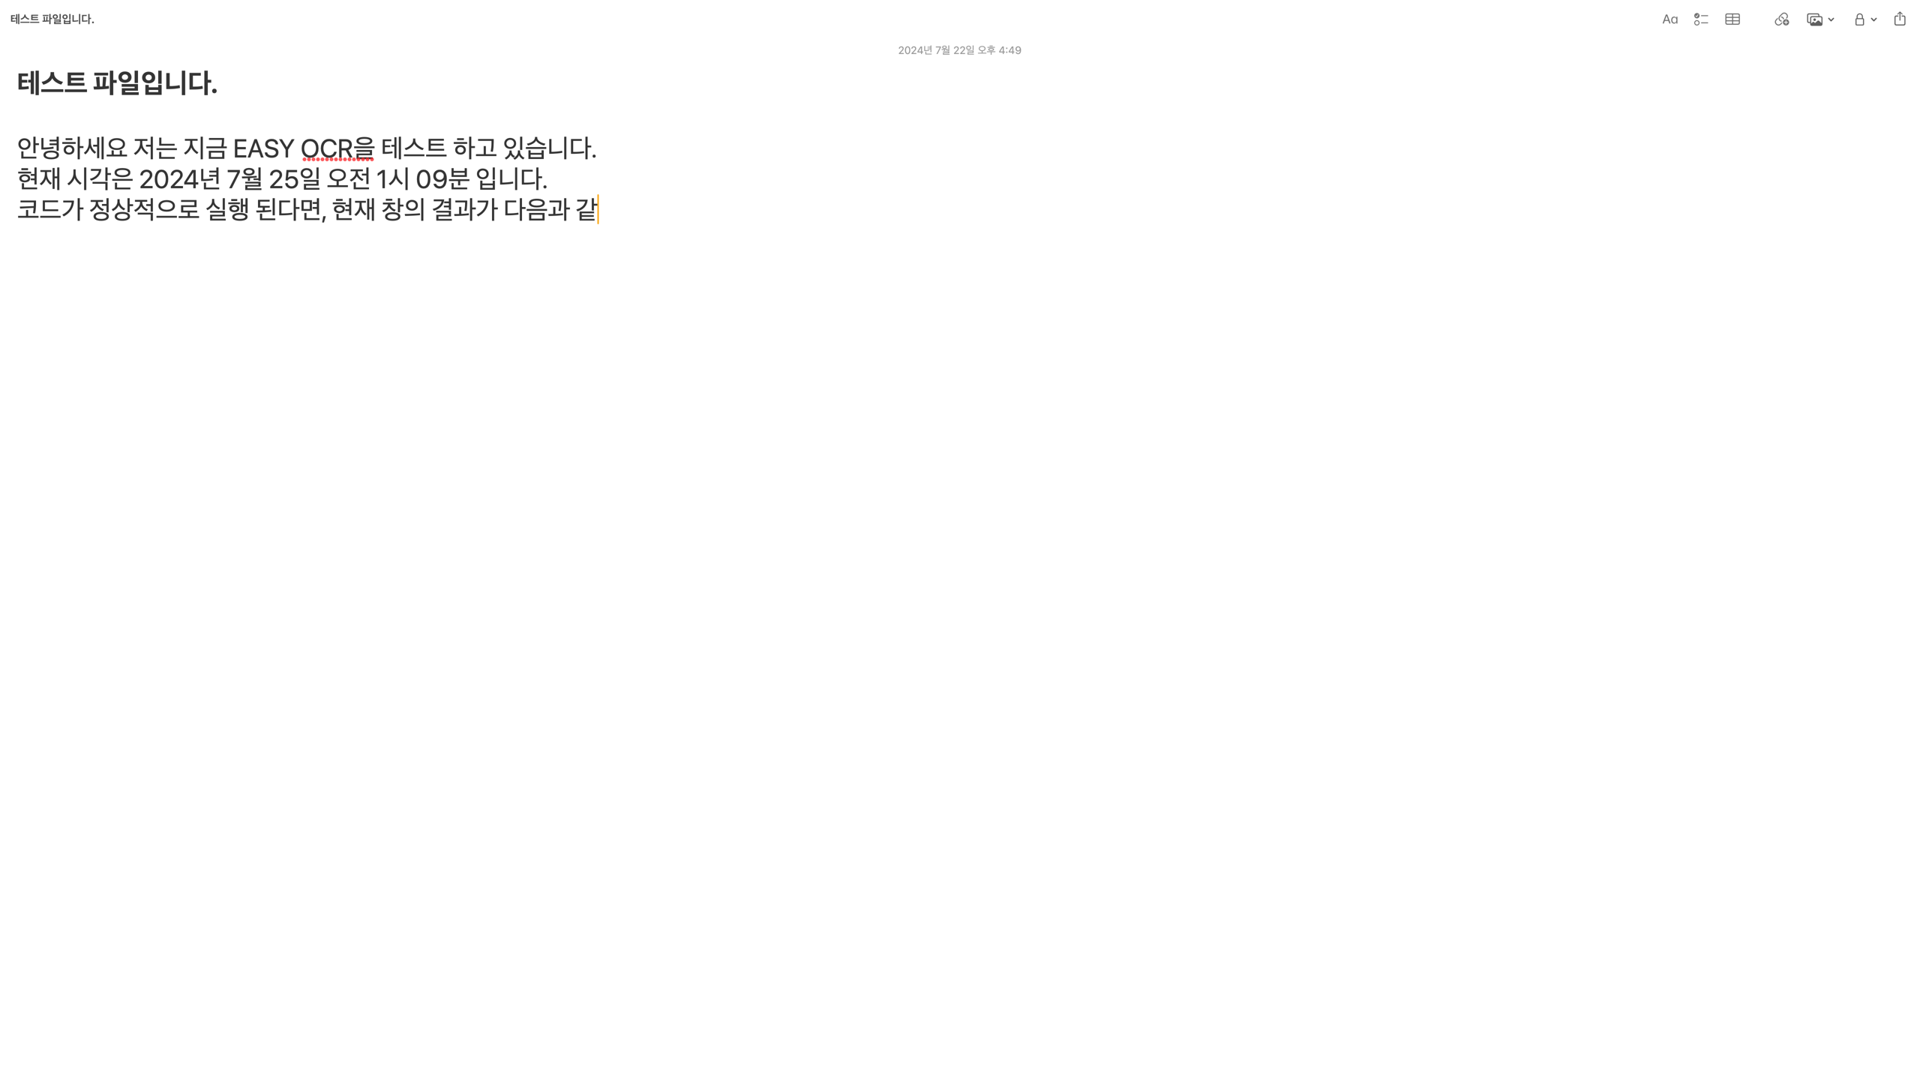 테스트 파일입니다.
Aa
2024년 7월 22일 오후 4:49
테스트 파일입니다.
안녕하세요 저는 지금 EASY OCR을 테스트 하고 있습니다.
현재 시각은 2024년 7월 25일 오전 1시 09분 입니다.
코드가 정상적으로 실행 된다면, 현재 창의 결과가 다음과 같